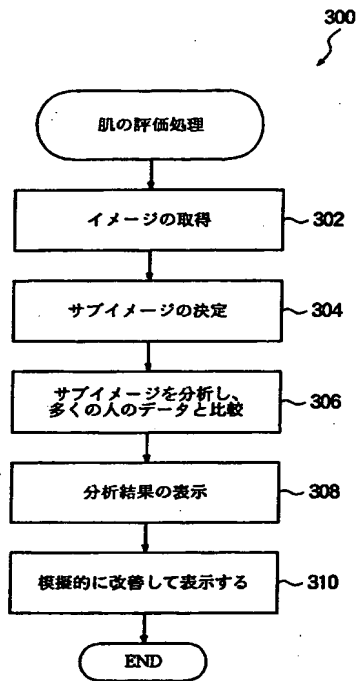 300
肌の評価処理
イメージの取得
302
サブイメージの決定
304
サブイメージを分析し、
多くの人のデータと比較
306
分析結果の表示
308
模擬的に改善して表示する
310
END